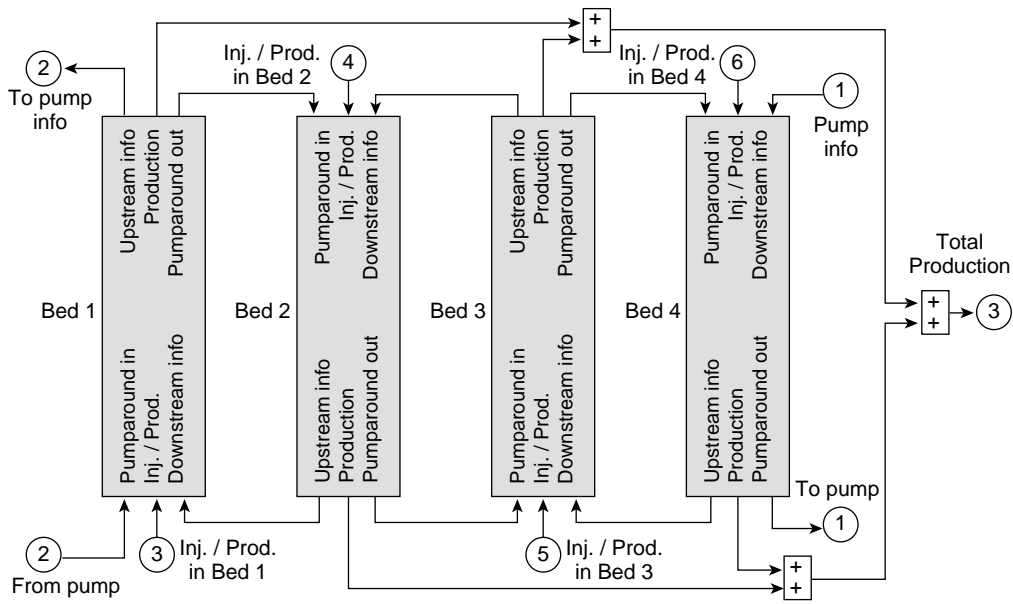 +
+
2
To pump
info
Inj. / Prod.
in Bed 2
4
Inj. / Prod.
in Bed 4
6
1
Pump
info
Upstream info
Production
Pumparound out
Pumparound in
Inj. / Prod.
Downstream info
Upstream info
Production
Pumparound out
Pumparound in
Inj. / Prod.
Downstream info
Bed 1
Bed 2
Bed 3
Bed 4
Total
Production
+
+
3
Pumparound in
Inj. / Prod.
Downstream info
Upstream info
Production
Pumparound out
Pumparound in
Inj. / Prod.
Downstream info
Upstream info
Production
Pumparound out
To pump
1
2
From pump
3
Inj. / Prod.
in Bed 1
5
Inj. / Prod.
in Bed 3
+
+